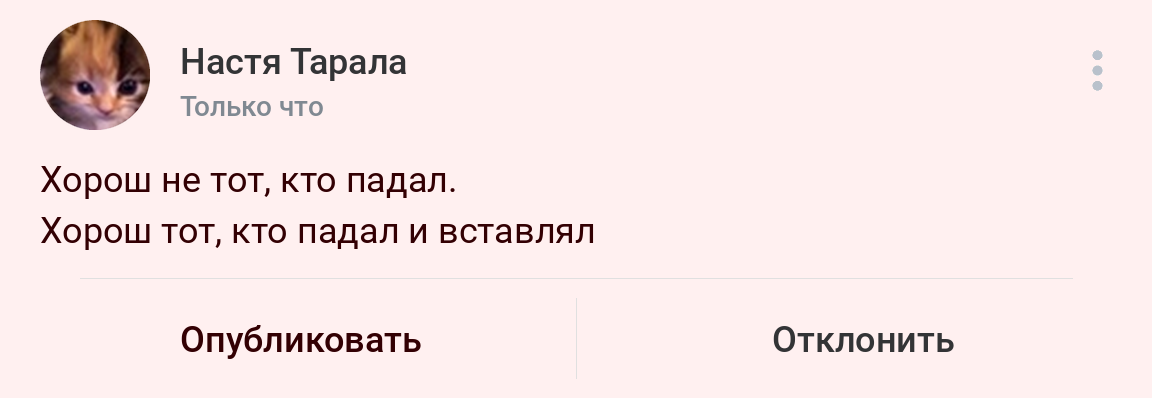 Настя Тарала
Только что
Хорош не тот, кто падал.
Хорош тот, кто падал и вставлял
Опубликовать
Отклонить